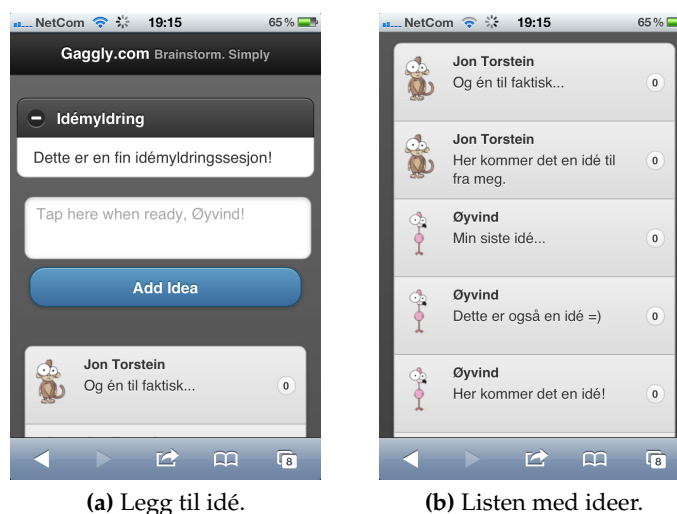 NetCom 19:15 65%
Gaggly.com Brainstorm. Simply
Idémyldring
Dette er en fin idémyldringssesjon!
Tap here when ready, Øyvind!
Add Idea
Jon Torstein
Og én til faktisk...
0
8
(a) Legg til idé.
NetCom 19:15 65%
Jon Torstein
Og én til faktisk...
0
Jon Torstein
Her kommer det en idé til
fra meg.
0
Øyvind
Min siste idé...
0
Øyvind
Dette er også en idé =)
0
Øyvind
Her kommer det en idé!
0
8
(b) Listen med ideer.